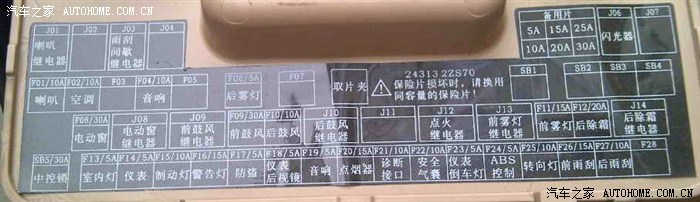 汽车之家 AUTOHOME.COM.CN
汽车之家 AUTOHOME.COM.CN
J01 J02 J03 J04
喇叭继电器 雨刮间歇继电器
备用片
5A 15A 25A
10A 20A 30A
J06 J07
闪光器
F01/10A F02/10A F03 F04/10A F05 F06/5A F07
喇叭 空调 音响 后雾灯
取片夹
24313 2ZS70
保险片损坏时，请换用
同容量的保险片！
SB1 SB2 SB3 SB4
F08/30A J08 J09 F09/30A F10/10A J10 J11 J12 J13 F11/15A F12/20A J14
电动窗 电动窗继电器 前鼓风继电器 前鼓风 后鼓风 后鼓风继电器 点火继电器 前雾灯继电器 前雾灯 后除霜 后除霜继电器
SB5/30A F13/5A F14/5A F15/10A F16/15A F17/5A F18/5A F19/5A F20/15A F21/10A F22/10A F23/5A F24/5A F25/10A F26/10A F27/10A F28
中控锁 室内灯 仪表 制动灯 警告灯 防盗 仪表后视镜 音响 点烟器 诊断接口 安全气囊 仪表倒车灯 ABS控制 转向灯 前雨刮 后雨刮
汽车之家 AUTOHOME.COM.CN